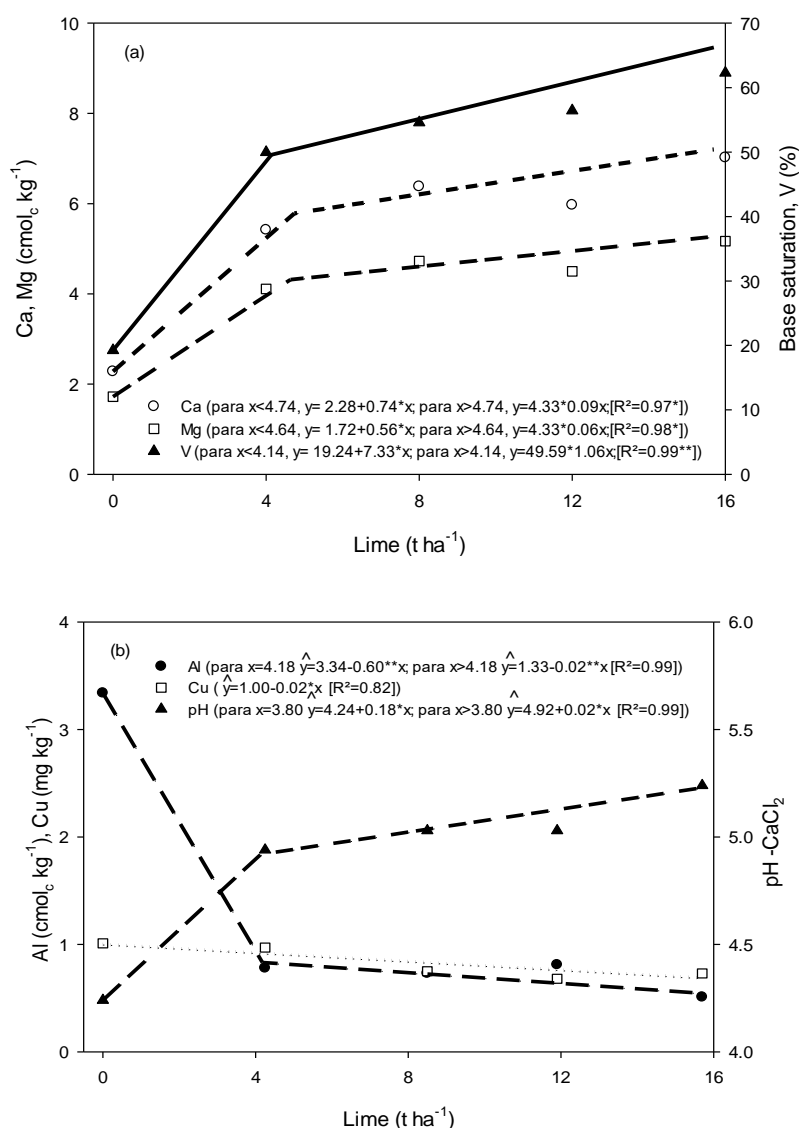 (a)
10
8
6
4
2
0
Ca, Mg (cmol_c kg⁻¹)
70
60
50
40
30
20
10
0
Base saturation, V (%)
Ca (para x<4.74, y= 2.28+0.74*x; para x>4.74, y=4.33*0.09x;[R²=0.97*])
Mg (para x<4.64, y= 1.72+0.56*x; para x>4.64, y=4.33*0.06x;[R²=0.98*])
V (para x<4.14, y= 19.24+7.33*x; para x>4.14, y=49.59*1.06x;[R²=0.99**])
0 4 8 12 16
Lime (t ha⁻¹)
(b)
4
3
2
1
0
Al (cmol_c kg⁻¹), Cu (mg kg⁻¹)
6.0
5.5
5.0
4.5
4.0
pH -CaCl₂
Al (para x=4.18 ŷ=3.34-0.60**x; para x>4.18 ŷ=1.33-0.02**x [R²=0.99])
Cu ( ŷ=1.00-0.02*x [R²=0.82])
pH (para x=3.80 ŷ=4.24+0.18*x; para x>3.80 ŷ=4.92+0.02*x [R²=0.99])
0 4 8 12 16
Lime (t ha⁻¹)